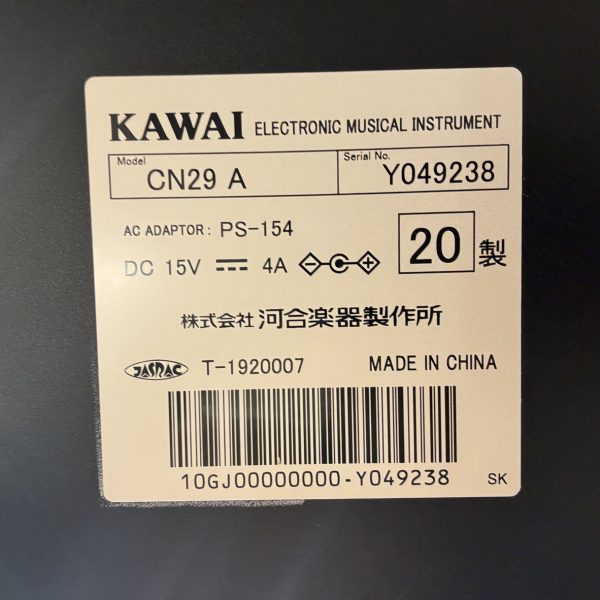 KAWAI ELECTRONIC MUSICAL INSTRUMENT
Model CN29 A Serial No. Y049238
AC ADAPTOR : PS-154
DC 15V 4A
20 製
株式会社 河合楽器製作所
JASRAC T-1920007 MADE IN CHINA
10GJ00000000-Y049238 SK